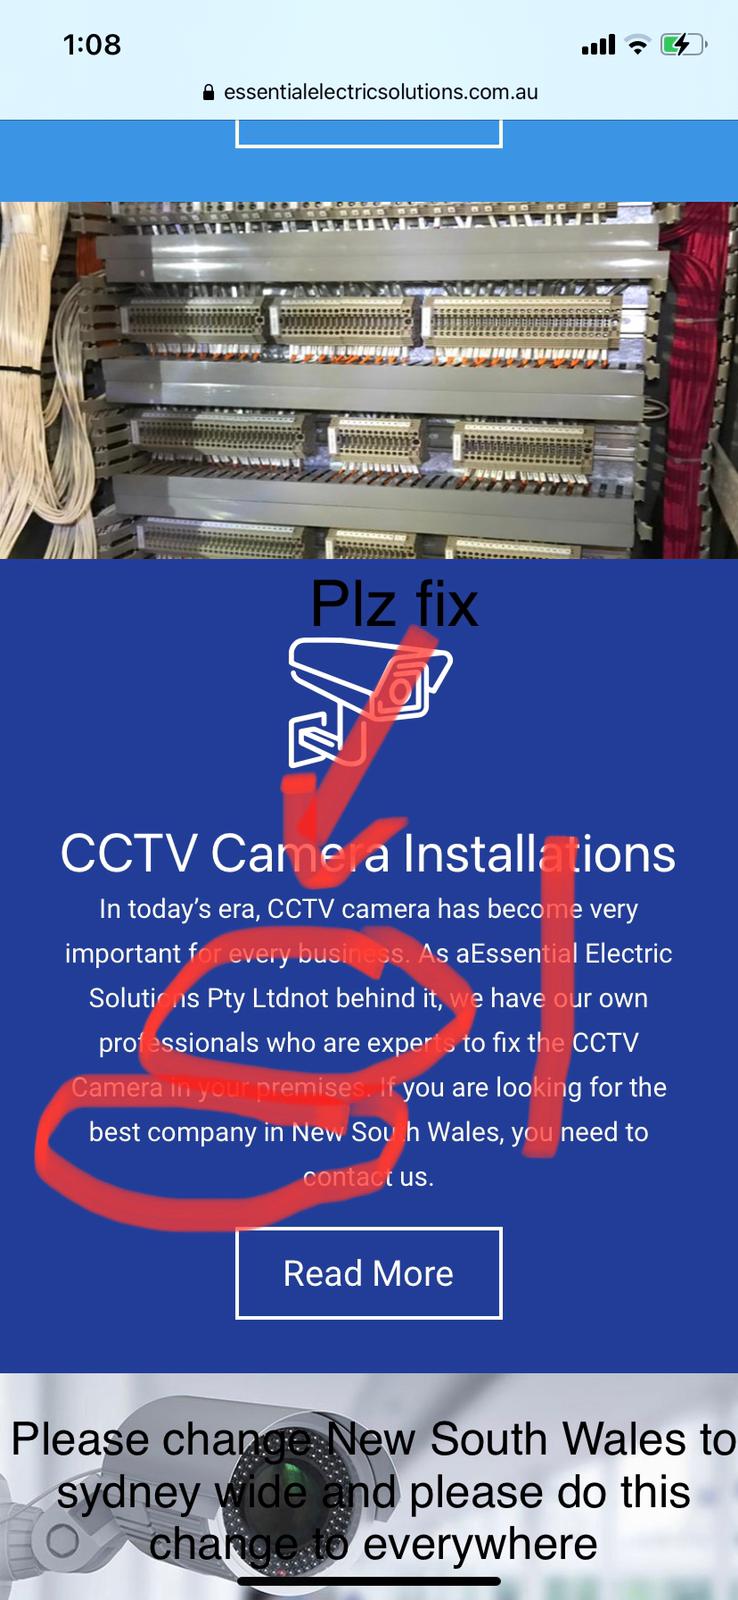 1:08
essentialelectricsolutions.com.au
Plz fix
CCTV Camera Installations
In today’s era, CCTV camera has become very
important for every business. As aEssential Electric
Solutions Pty Ltdnot behind it, we have our own
professionals who are experts to fix the CCTV
Camera in your premises. If you are looking for the
best company in New South Wales, you need to
contact us.
Read More
Please change New South Wales to
sydney wide and please do this
change to everywhere